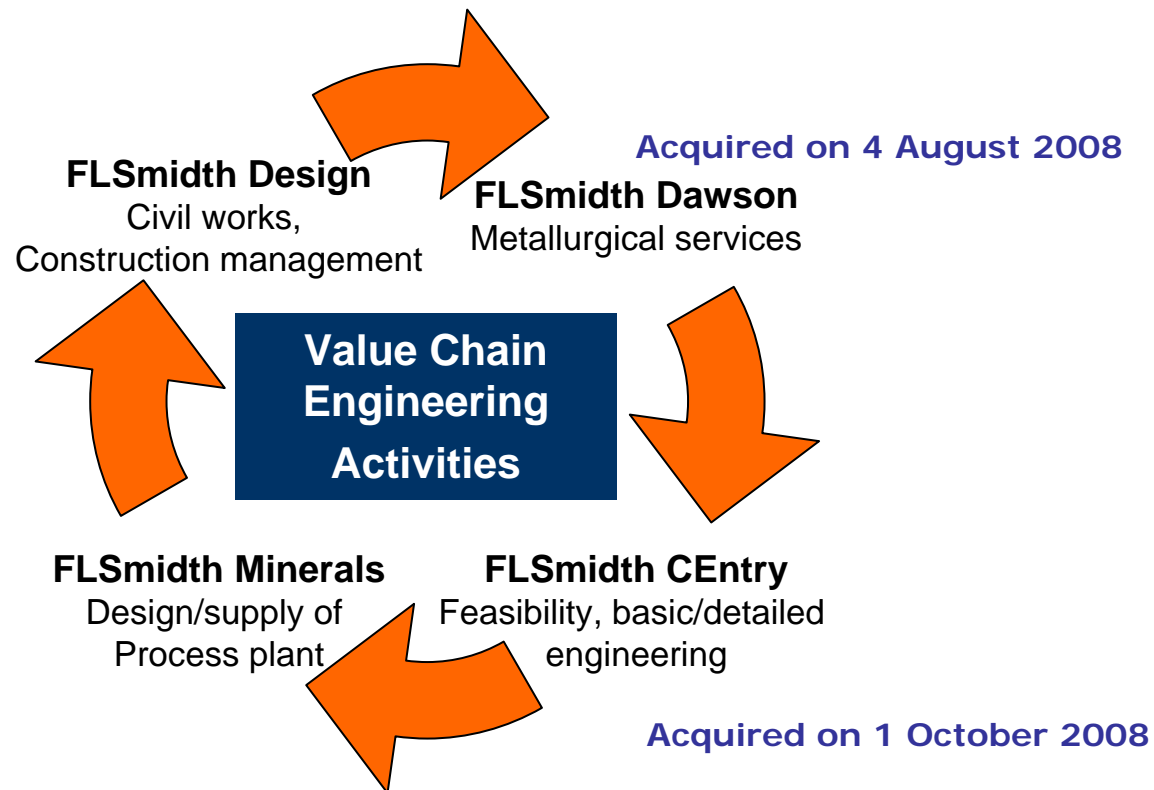 Acquired on 4 August 2008
FLSmidth Design
Civil works,
Construction management
FLSmidth Dawson
Metallurgical services
Value Chain
Engineering
Activities
FLSmidth Minerals
Design/supply of
Process plant
FLSmidth CEntry
Feasibility, basic/detailed
engineering
Acquired on 1 October 2008